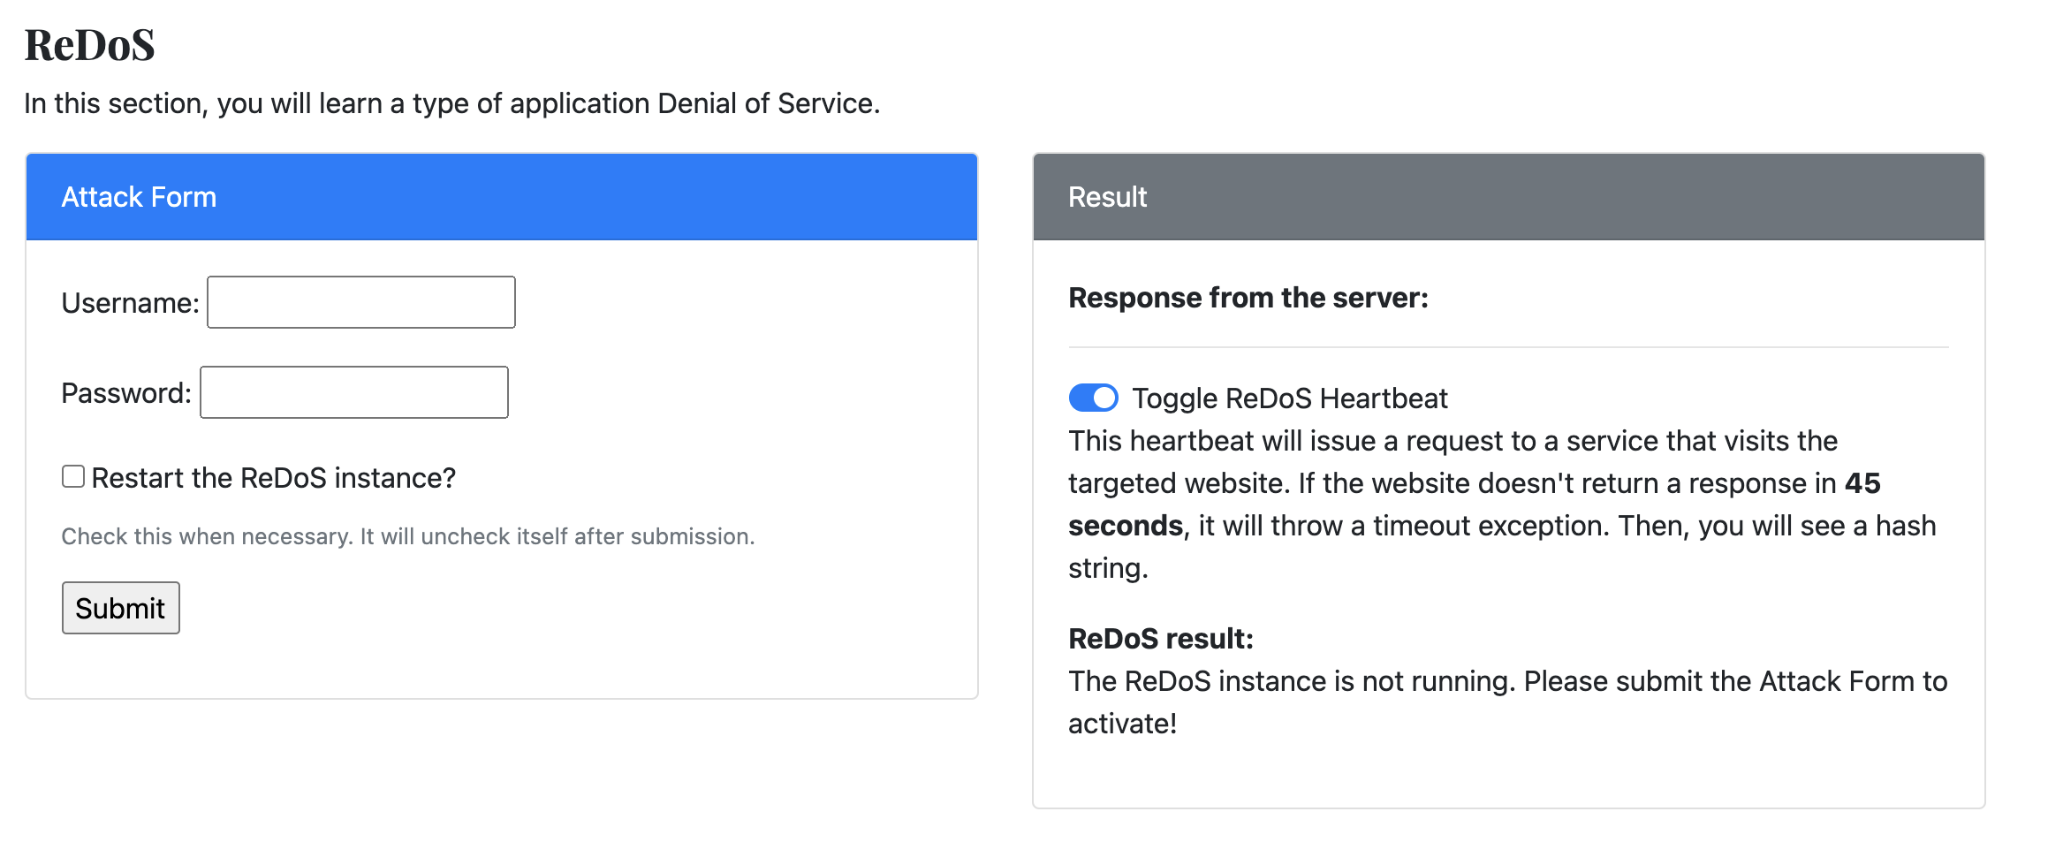 ReDoS
In this section, you will learn a type of application Denial of Service.
Attack Form
Username:
Password:
Restart the ReDoS instance?
Check this when necessary. It will uncheck itself after submission.
Submit
Result
Response from the server:
Toggle ReDoS Heartbeat
This heartbeat will issue a request to a service that visits the
targeted website. If the website doesn't return a response in 45
seconds, it will throw a timeout exception. Then, you will see a hash
string.
ReDoS result:
The ReDoS instance is not running. Please submit the Attack Form to
activate!